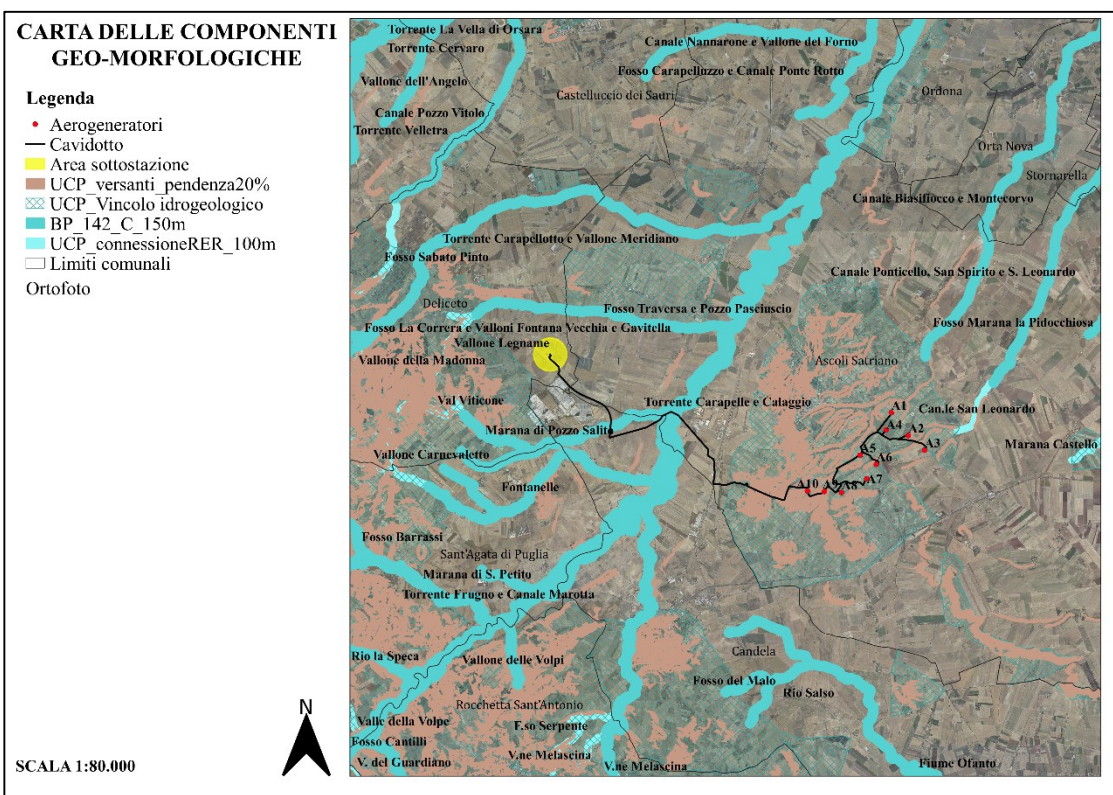 CARTA DELLE COMPONENTI
GEO-MORFOLOGICHE
Legenda
Aerogeneratori
Cavidotto
Area sottostazione
UCP_versanti_pendenza20%
UCP_Vincolo idrogeologico
BP_142_C_150m
UCP_connessioneRER_100m
Limiti comunali
Ortofoto
N
SCALA 1:80.000
Torrente La Vella di Orsara
Torrente Cervaro
Vallone dell'Angelo
Canale Pozzo Vitolo
Torrente Velletra
Canale Nannarone e Vallone del Forno
Fosso Carapelluzzo e Canale Ponte Rotto
Castelluccio dei Sauri
Ordona
Orta Nova
Stornarella
Canale Biasifiocco e Montecorvo
Torrente Carapellotto e Vallone Meridiano
Fosso Sabato Pinto
Canale Ponticello, San Spirito e S. Leonardo
Deliceto
Fosso Traversa e Pozzo Pasciuscio
Fosso Marana la Pidocchiosa
Fosso La Correra e Valloni Fontana Vecchia e Gavitella
Vallone Legname
Vallone della Madonna
Ascoli Satriano
Val Viticone
Torrente Carapelle e Calaggio
A1
Can.le San Leonardo
A4
A2
Marana di Pozzo Salito
A3
Marana Castello
A5
A6
Vallone Carnevaletto
Fontanelle
A7
A10
A9
A8
Fosso Barrassi
Sant'Agata di Puglia
Marana di S. Petito
Torrente Frugno e Canale Marotta
Rio la Speca
Vallone delle Volpi
Candela
Fosso del Malo
Rio Salso
Rocchetta Sant'Antonio
Valle della Volpe
F.so Serpente
Fosso Cantilli
V.ne Melascina
V. del Guardiano
V.ne Melascina
Fiume Ofanto